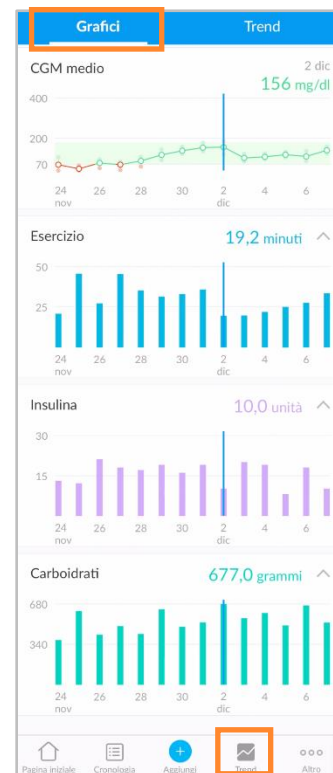 Grafici Trend
CGM medio 2 dic
156 mg/dl
400
200
70
24 26 28 30 2 4 6
nov dic
Esercizio 19,2 minuti
50
25
24 26 28 30 2 4 6
nov dic
Insulina 10,0 unità
30
15
24 26 28 30 2 4 6
nov dic
Carboidrati 677,0 grammi
680
340
24 26 28 30 2 4 6
nov dic
Pagina iniziale Cronologia Aggiungi Trend Altro